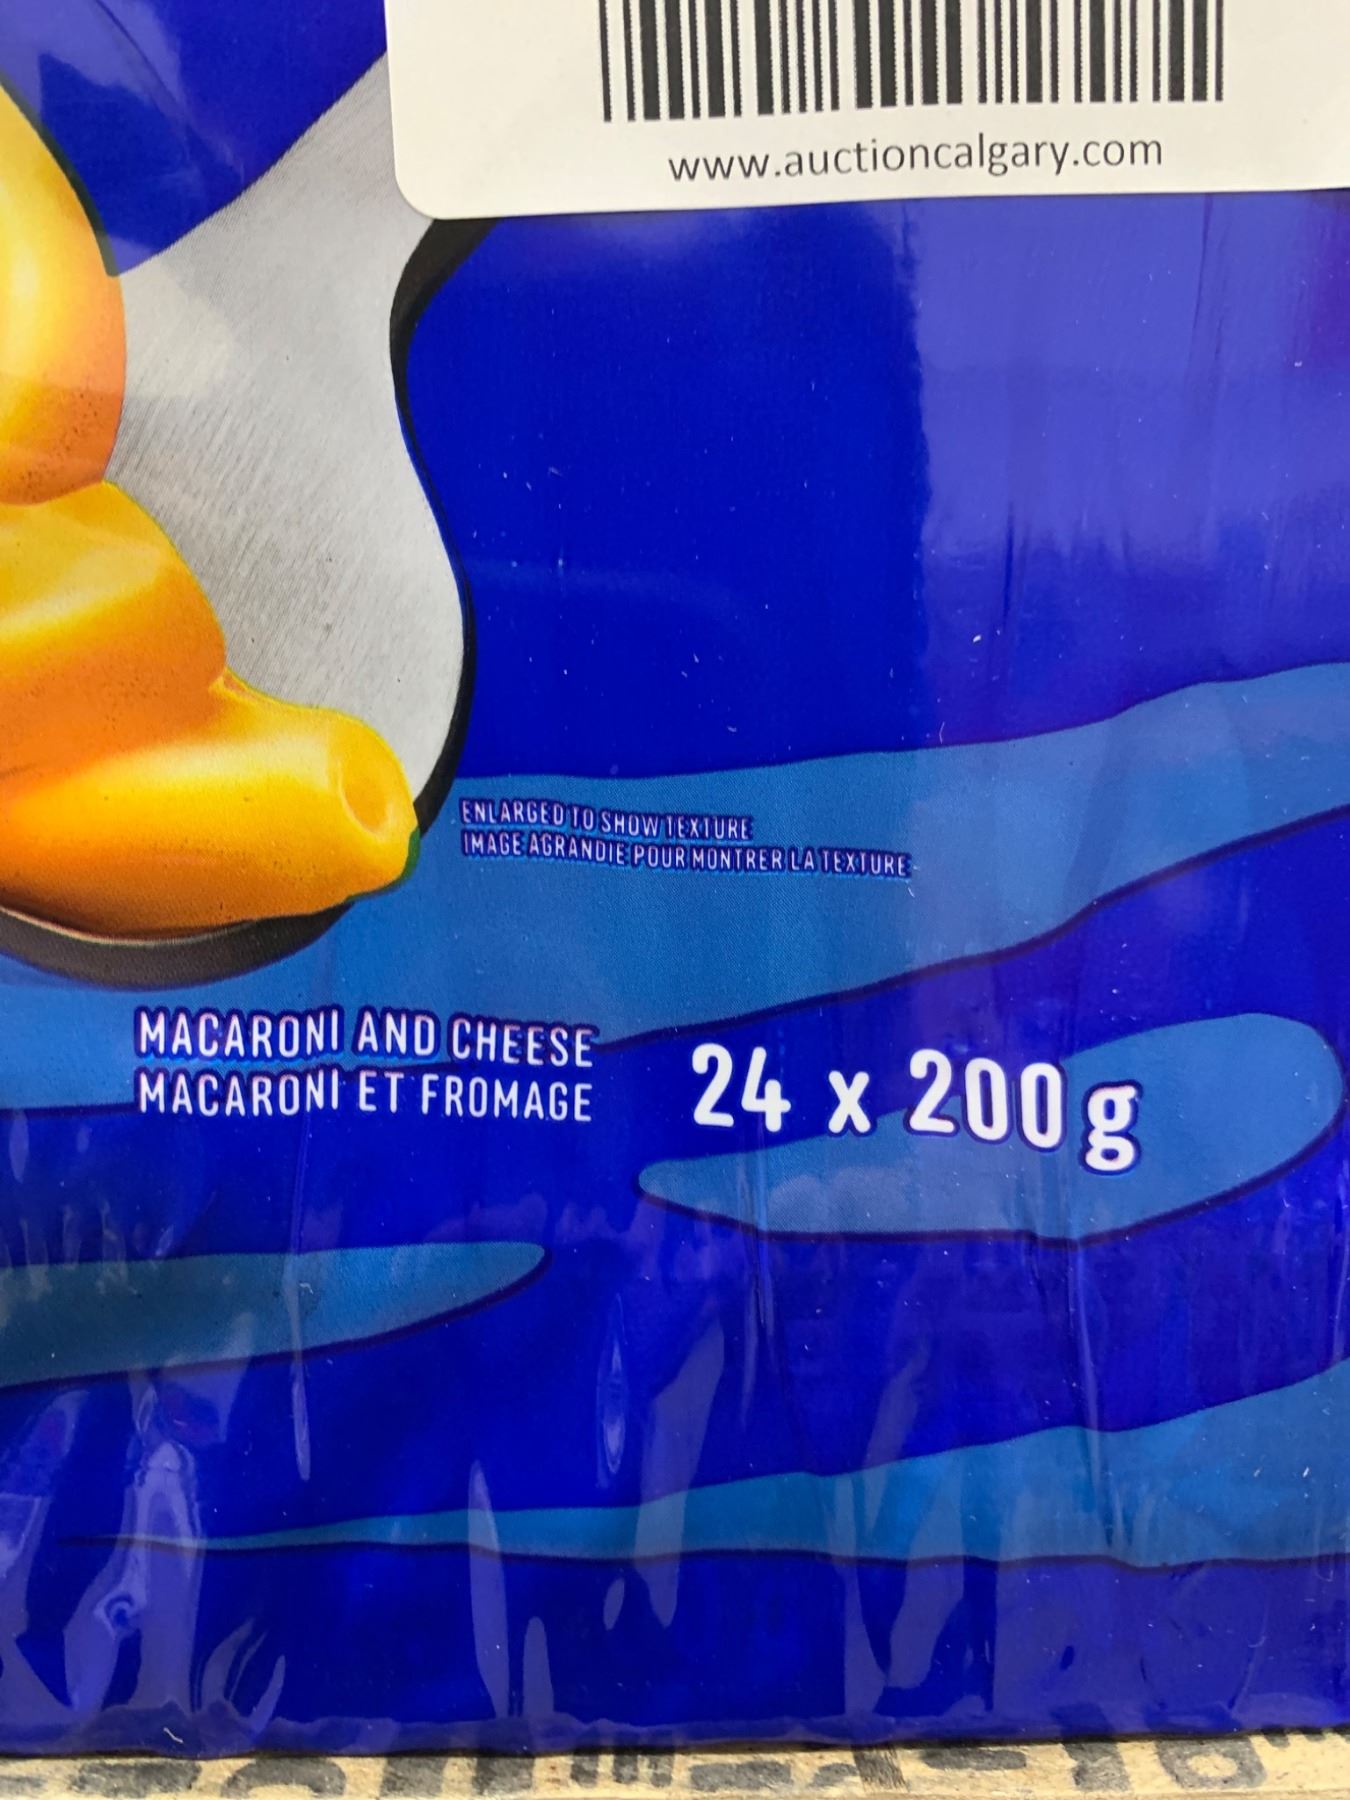 www.auctioncalgary.com
ENLARGED TO SHOW TEXTURE
IMAGE AGRANDIE POUR MONTRER LA TEXTURE
MACARONI AND CHEESE
MACARONI ET FROMAGE
24 x 200 g